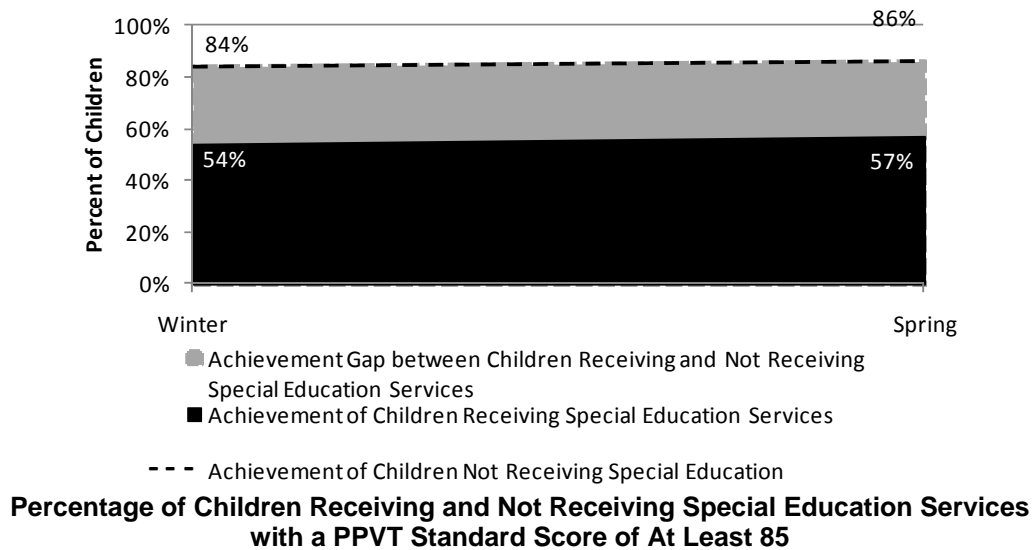 86%
100%
84%
80%
60%
54%
57%
40%
20%
0%
Percent of Children
Winter Spring
Achievement Gap between Children Receiving and Not Receiving
Special Education Services
Achievement of Children Receiving Special Education Services
Achievement of Children Not Receiving Special Education
Percentage of Children Receiving and Not Receiving Special Education Services
with a PPVT Standard Score of At Least 85